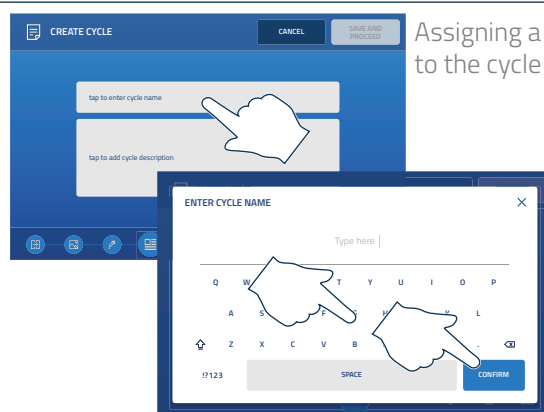 CREATE CYCLE
CANCEL
SAVE AND
PROCEED
Assigning a
to the cycle
tap to enter cycle name
tap to add cycle description
ENTER CYCLE NAME
Type here
Q W T Y U I O P
A S F G H K L
Z X C V B .
!?123 SPACE CONFIRM